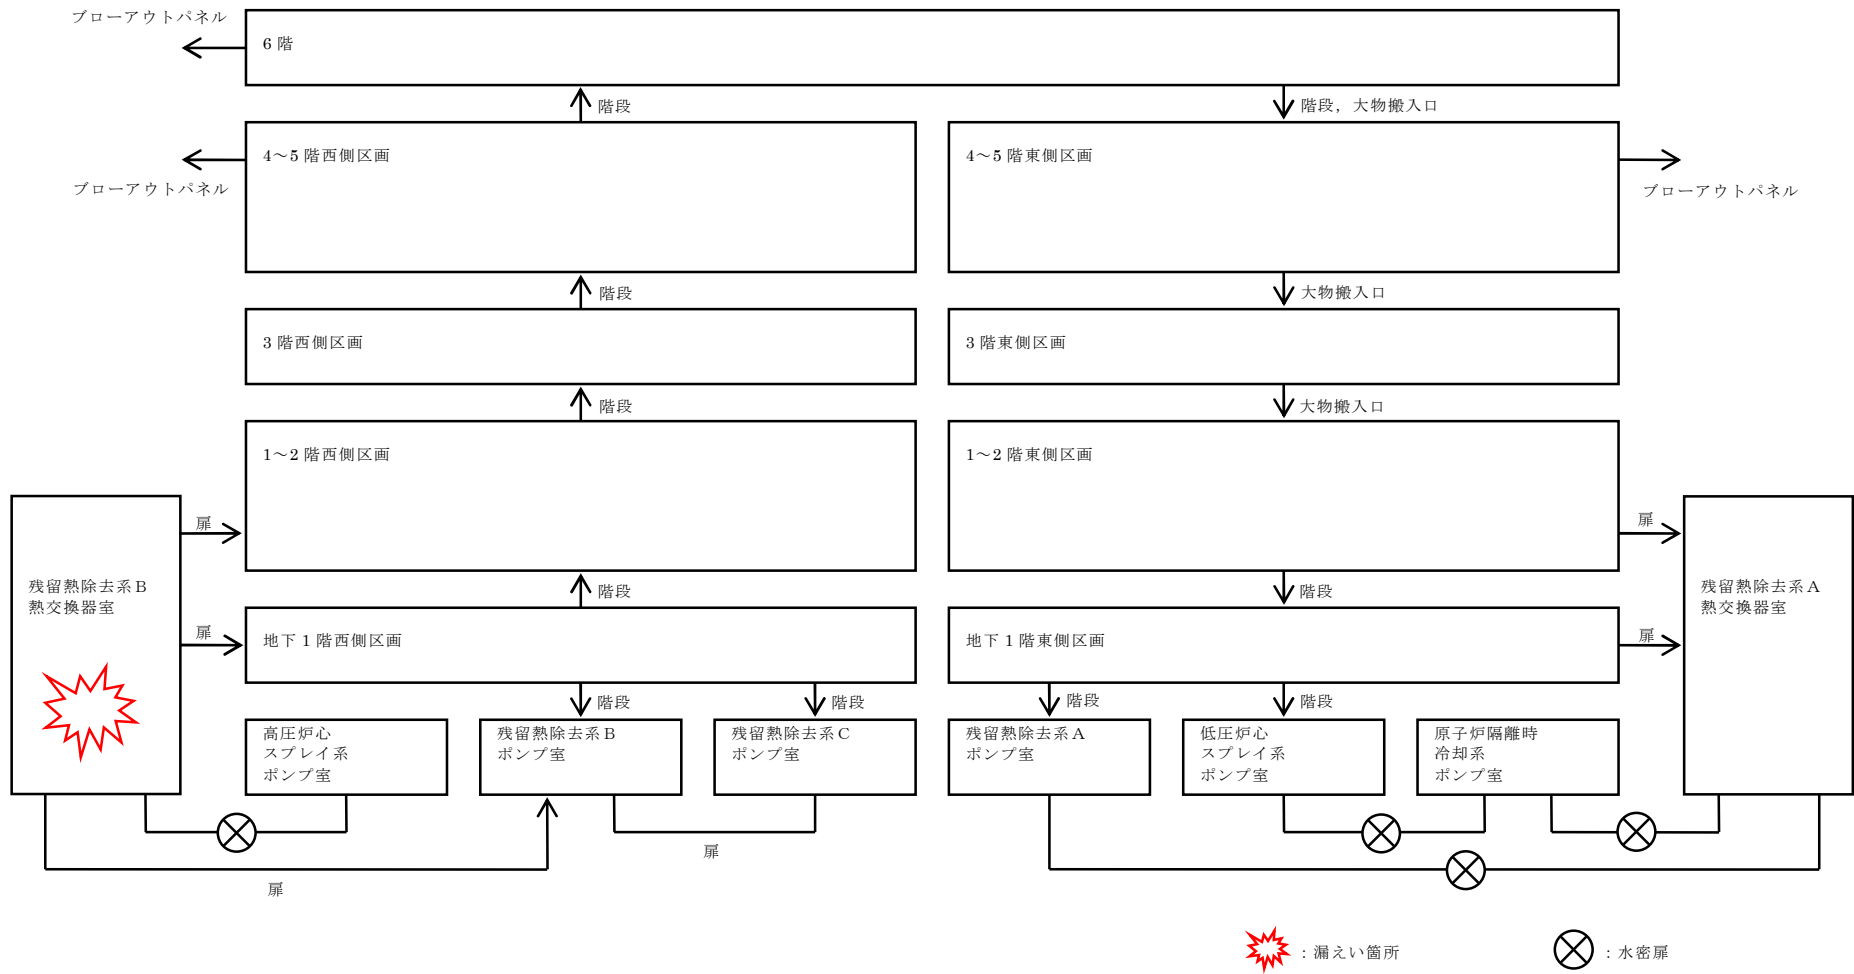 ブローアウトパネル
6 階
階段
階段，大物搬入口
4～5 階西側区画
4～5 階東側区画
ブローアウトパネル
ブローアウトパネル
階段
大物搬入口
3 階西側区画
3 階東側区画
階段
大物搬入口
1～2 階西側区画
1～2 階東側区画
扉
扉
残留熱除去系Ｂ
熱交換器室
階段
階段
残留熱除去系Ａ
熱交換器室
扉
地下 1 階西側区画
地下 1 階東側区画
扉
階段
階段
階段
階段
高圧炉心
スプレイ系
ポンプ室
残留熱除去系Ｂ
ポンプ室
残留熱除去系Ｃ
ポンプ室
残留熱除去系Ａ
ポンプ室
低圧炉心
スプレイ系
ポンプ室
原子炉隔離時
冷却系
ポンプ室
扉
扉
：漏えい箇所
：水密扉